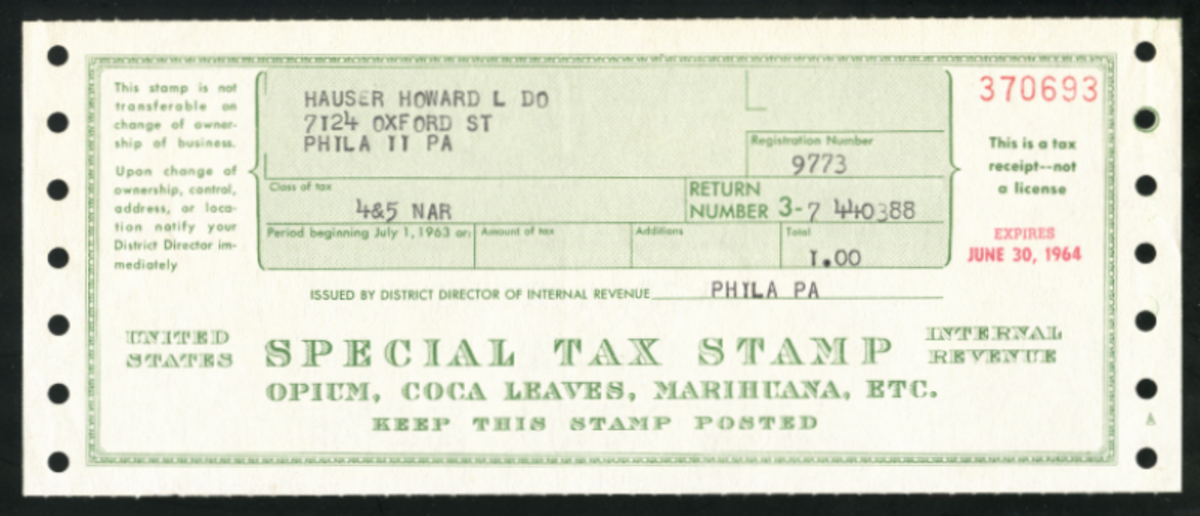 This stamp is not
transferable on
change of owner-
ship of business.
Upon change of
ownership, control,
address, or loca-
tion notify your
District Director im-
mediately
HAUSER HOWARD L DO
7124 OXFORD ST
PHILA 11 PA
Registration Number
9773
Class of tax
4&5 NAR
RETURN
NUMBER 3-7 440388
Period beginning July 1, 1963 or:
Amount of tax
Additions
Total
1.00
370693
This is a tax
receipt--not
a license
EXPIRES
JUNE 30, 1964
ISSUED BY DISTRICT DIRECTOR OF INTERNAL REVENUE PHILA PA
UNITED
STATES
SPECIAL TAX STAMP
INTERNAL
REVENUE
OPIUM, COCA LEAVES, MARIHUANA, ETC.
KEEP THIS STAMP POSTED
A